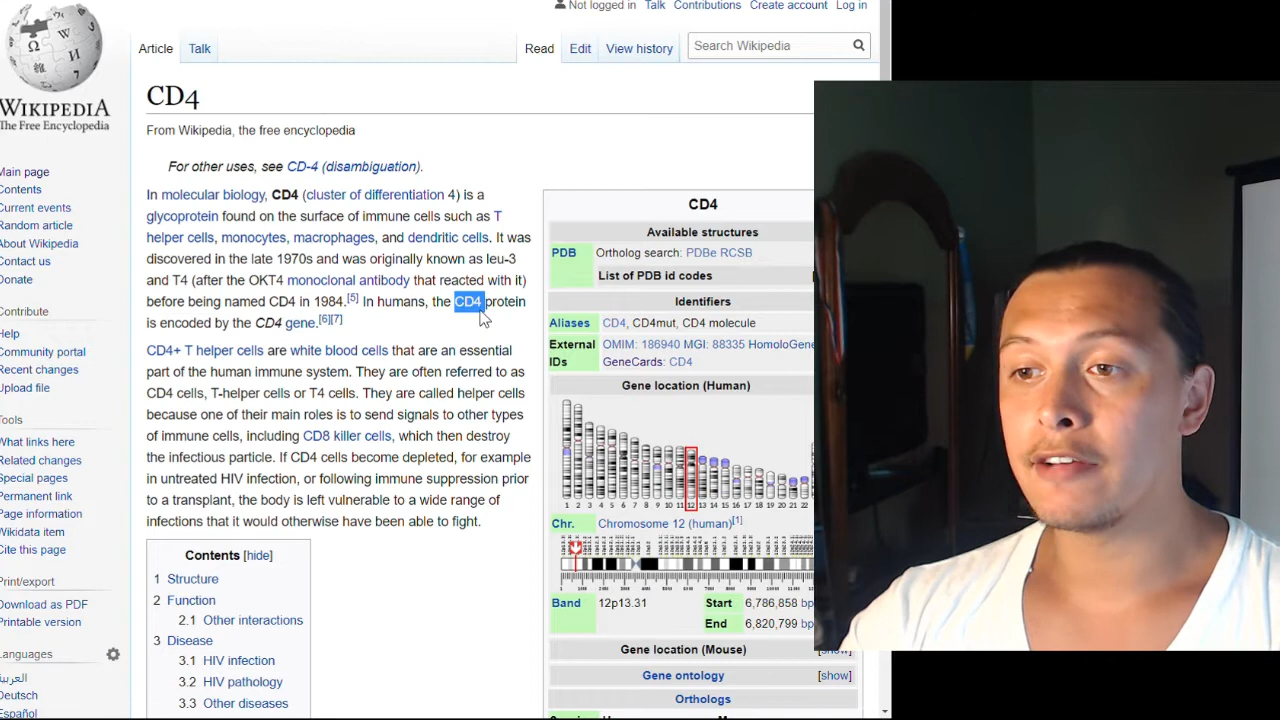 Not logged in Talk Contributions Create account Log in
Article Talk Read Edit View history Search Wikipedia
WIKIPEDIA
The Free Encyclopedia
Main page
Contents
Current events
Random article
About Wikipedia
Contact us
Donate
Contribute
Help
Community portal
Recent changes
Upload file
Tools
What links here
Related changes
Special pages
Permanent link
Page information
Wikidata item
Cite this page
Print/export
Download as PDF
Printable version
Languages
العربية
Deutsch
Español
CD4
From Wikipedia, the free encyclopedia
For other uses, see CD-4 (disambiguation).
In molecular biology, CD4 (cluster of differentiation 4) is a
glycoprotein found on the surface of immune cells such as T
helper cells, monocytes, macrophages, and dendritic cells. It was
discovered in the late 1970s and was originally known as leu-3
and T4 (after the OKT4 monoclonal antibody that reacted with it)
before being named CD4 in 1984.[5] In humans, the CD4 protein
is encoded by the CD4 gene.[6][7]
CD4+ T helper cells are white blood cells that are an essential
part of the human immune system. They are often referred to as
CD4 cells, T-helper cells or T4 cells. They are called helper cells
because one of their main roles is to send signals to other types
of immune cells, including CD8 killer cells, which then destroy
the infectious particle. If CD4 cells become depleted, for example
in untreated HIV infection, or following immune suppression prior
to a transplant, the body is left vulnerable to a wide range of
infections that it would otherwise have been able to fight.
Contents [hide]
1 Structure
2 Function
2.1 Other interactions
3 Disease
3.1 HIV infection
3.2 HIV pathology
3.3 Other diseases
CD4
Available structures
PDB Ortholog search: PDBe RCSB
List of PDB id codes
Identifiers
Aliases CD4, CD4mut, CD4 molecule
External OMIM: 186940 MGI: 88335 HomoloGene
IDs GeneCards: CD4
Gene location (Human)
1 2 3 4 5 6 7 8 9 10 11 12 13 14 15 16 17 18 19 20 21 22
Chr. Chromosome 12 (human)[1]
Band 12p13.31 Start 6,786,858 bp
End 6,820,799 bp
Gene location (Mouse) [show]
Gene ontology [show]
Orthologs